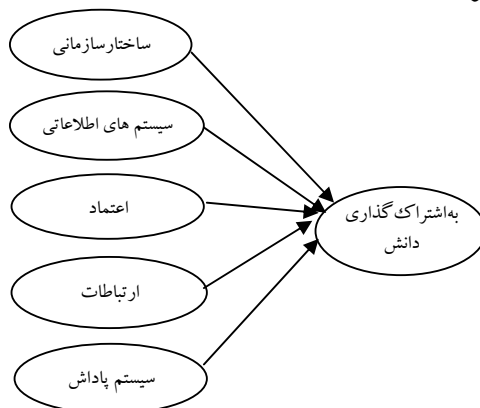 ساختارسازمانی
سیستم های اطلاعاتی
اعتماد
ارتباطات
سیستم پاداش
به‌اشتراک‌گذاری
دانش